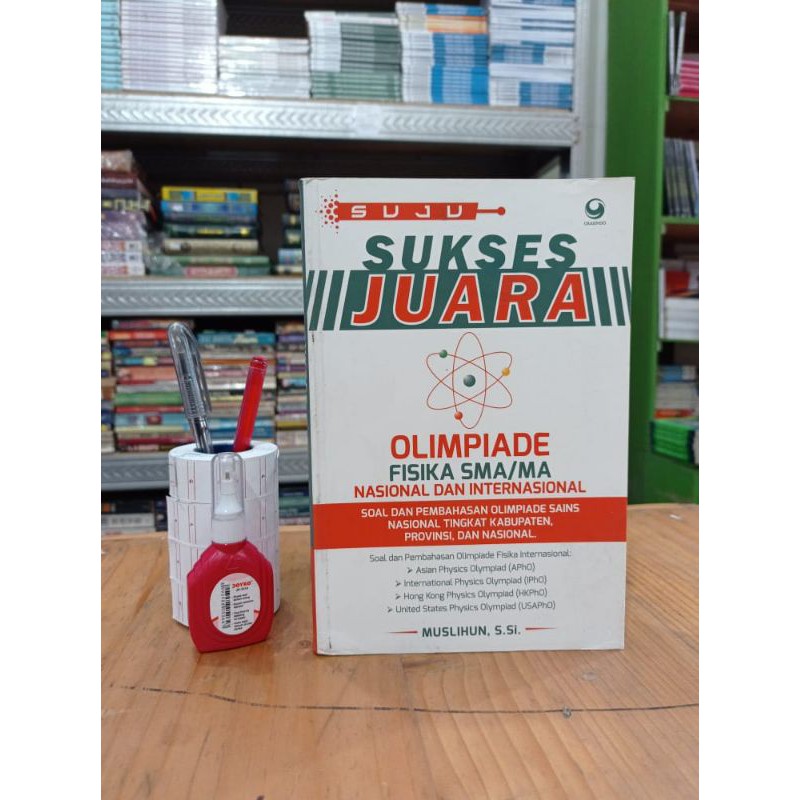 SUJU
GRASINDO
SUKSES
JUARA
OLIMPIADE
FISIKA SMA/MA
NASIONAL DAN INTERNASIONAL
SOAL DAN PEMBAHASAN OLIMPIADE SAINS
NASIONAL TINGKAT KABUPATEN,
PROVINSI, DAN NASIONAL.
Soal dan Pembahasan Olimpiade Fisika Internasional:
➤ Asian Physics Olympiad (APhO)
➤ International Physics Olympiad (IPhO)
➤ Hong Kong Physics Olympiad (HKPhO)
➤ United States Physics Olympiad (USAPhO)
MUSLIHUN, S.Si.
JOYKO